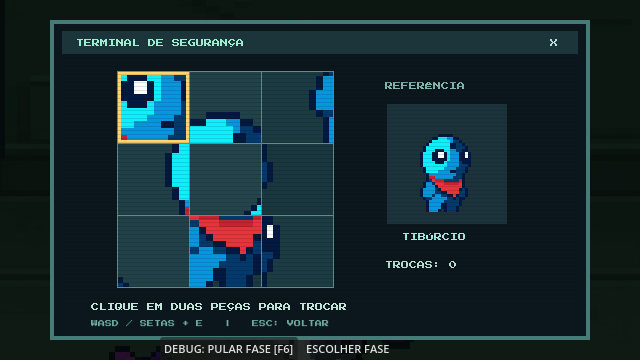 TERMINAL DE SEGURANÇA X
REFERêNCIA
TIBúRCIO
TROCAS: 0
CLIQUE EM DUAS PEÇAS PARA TROCAR
WASD / SETAS + E | ESC: VOLTAR
DEBUG: PULAR FASE [F6] ESCOLHER FASE